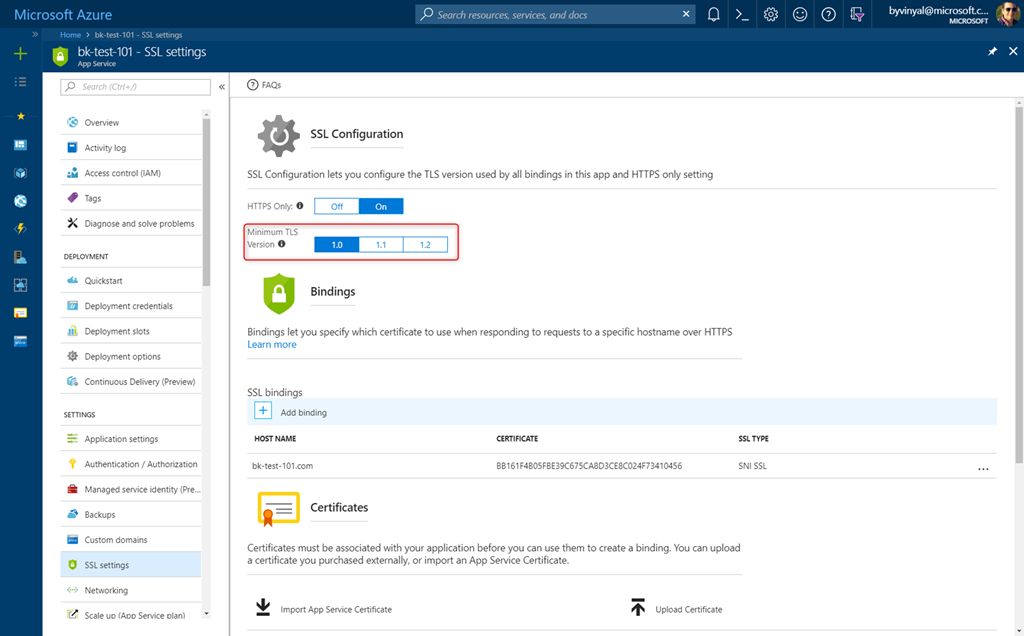 Microsoft Azure
Search resources, services, and docs
byvinyal@microsoft.c...
MICROSOFT
Home > bk-test-101 - SSL settings
bk-test-101 - SSL settings
App Service
Search (Ctrl+/)
Overview
Activity log
Access control (IAM)
Tags
Diagnose and solve problems
DEPLOYMENT
Quickstart
Deployment credentials
Deployment slots
Deployment options
Continuous Delivery (Preview)
SETTINGS
Application settings
Authentication / Authorization
Managed service identity (Pre...
Backups
Custom domains
SSL settings
Networking
Scale up (App Service plan)
FAQs
SSL Configuration
SSL Configuration lets you configure the TLS version used by all bindings in this app and HTTPS only setting
HTTPS Only: Off On
Minimum TLS
Version 1.0 1.1 1.2
Bindings
Bindings let you specify which certificate to use when responding to requests to a specific hostname over HTTPS
Learn more
SSL bindings
Add binding
HOST NAME CERTIFICATE SSL TYPE
bk-test-101.com BB161F4B05FBE39C675CA8D3CE8C024F73410456 SNI SSL ...
Certificates
Certificates must be associated with your application before you can use them to create a binding. You can upload
a certificate you purchased externally, or import an App Service Certificate.
Import App Service Certificate Upload Certificate